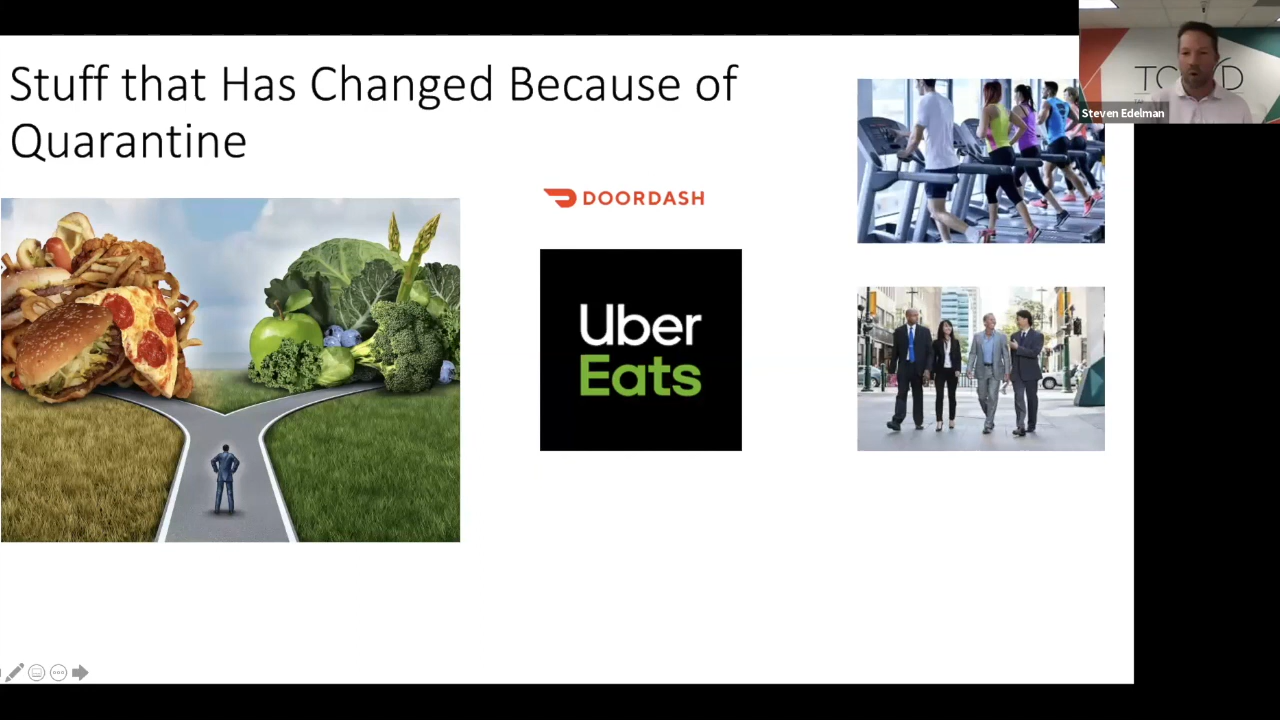 Stuff that Has Changed Because of
Quarantine
DOORDASH
Uber
Eats
Steven Edelman